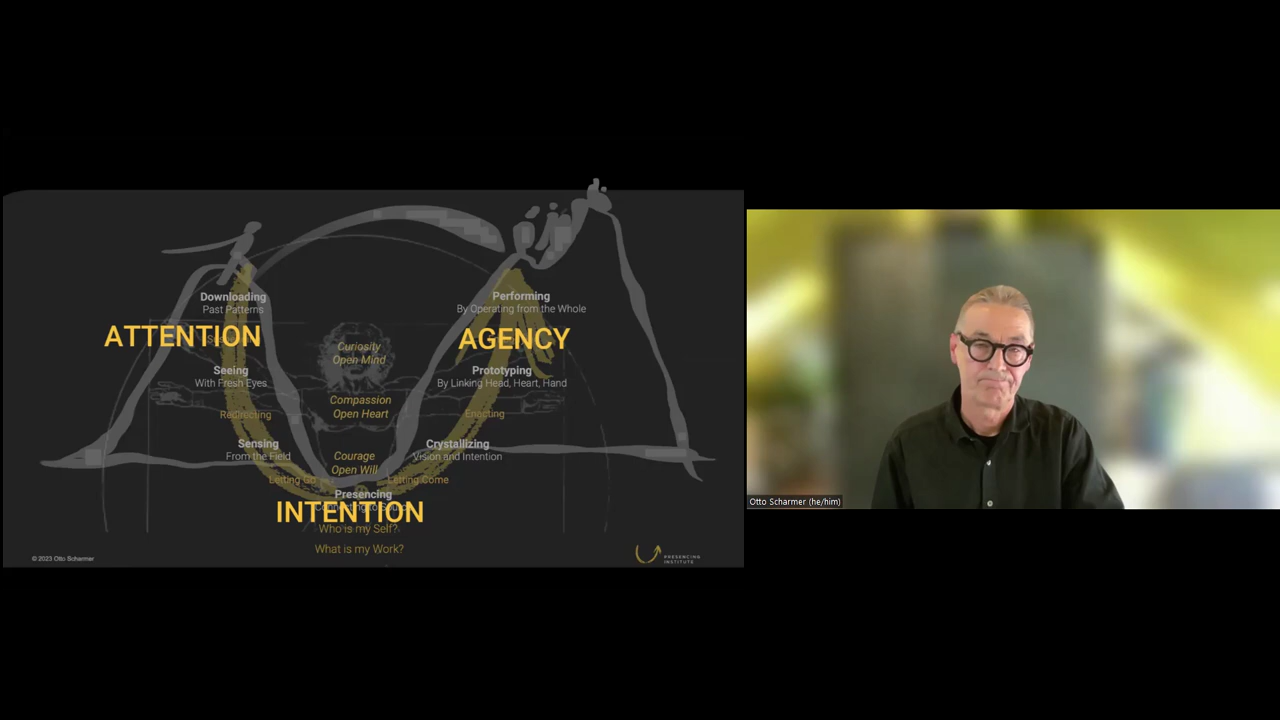 Downloading
Past Patterns
ATTENTION
Seeing
With Fresh Eyes
Redirecting
Sensing
From the Field
Letting Go
Curiosity
Open Mind
Compassion
Open Heart
Courage
Open Will
Presencing
INTENTION
Who is my Self?
What is my Work?
Performing
By Operating from the Whole
AGENCY
Prototyping
By Linking Head, Heart, Hand
Enacting
Crystallizing
Vision and Intention
Letting Come
© 2023 Otto Scharmer
PRESENCING
INSTITUTE
Otto Scharmer (he/him)